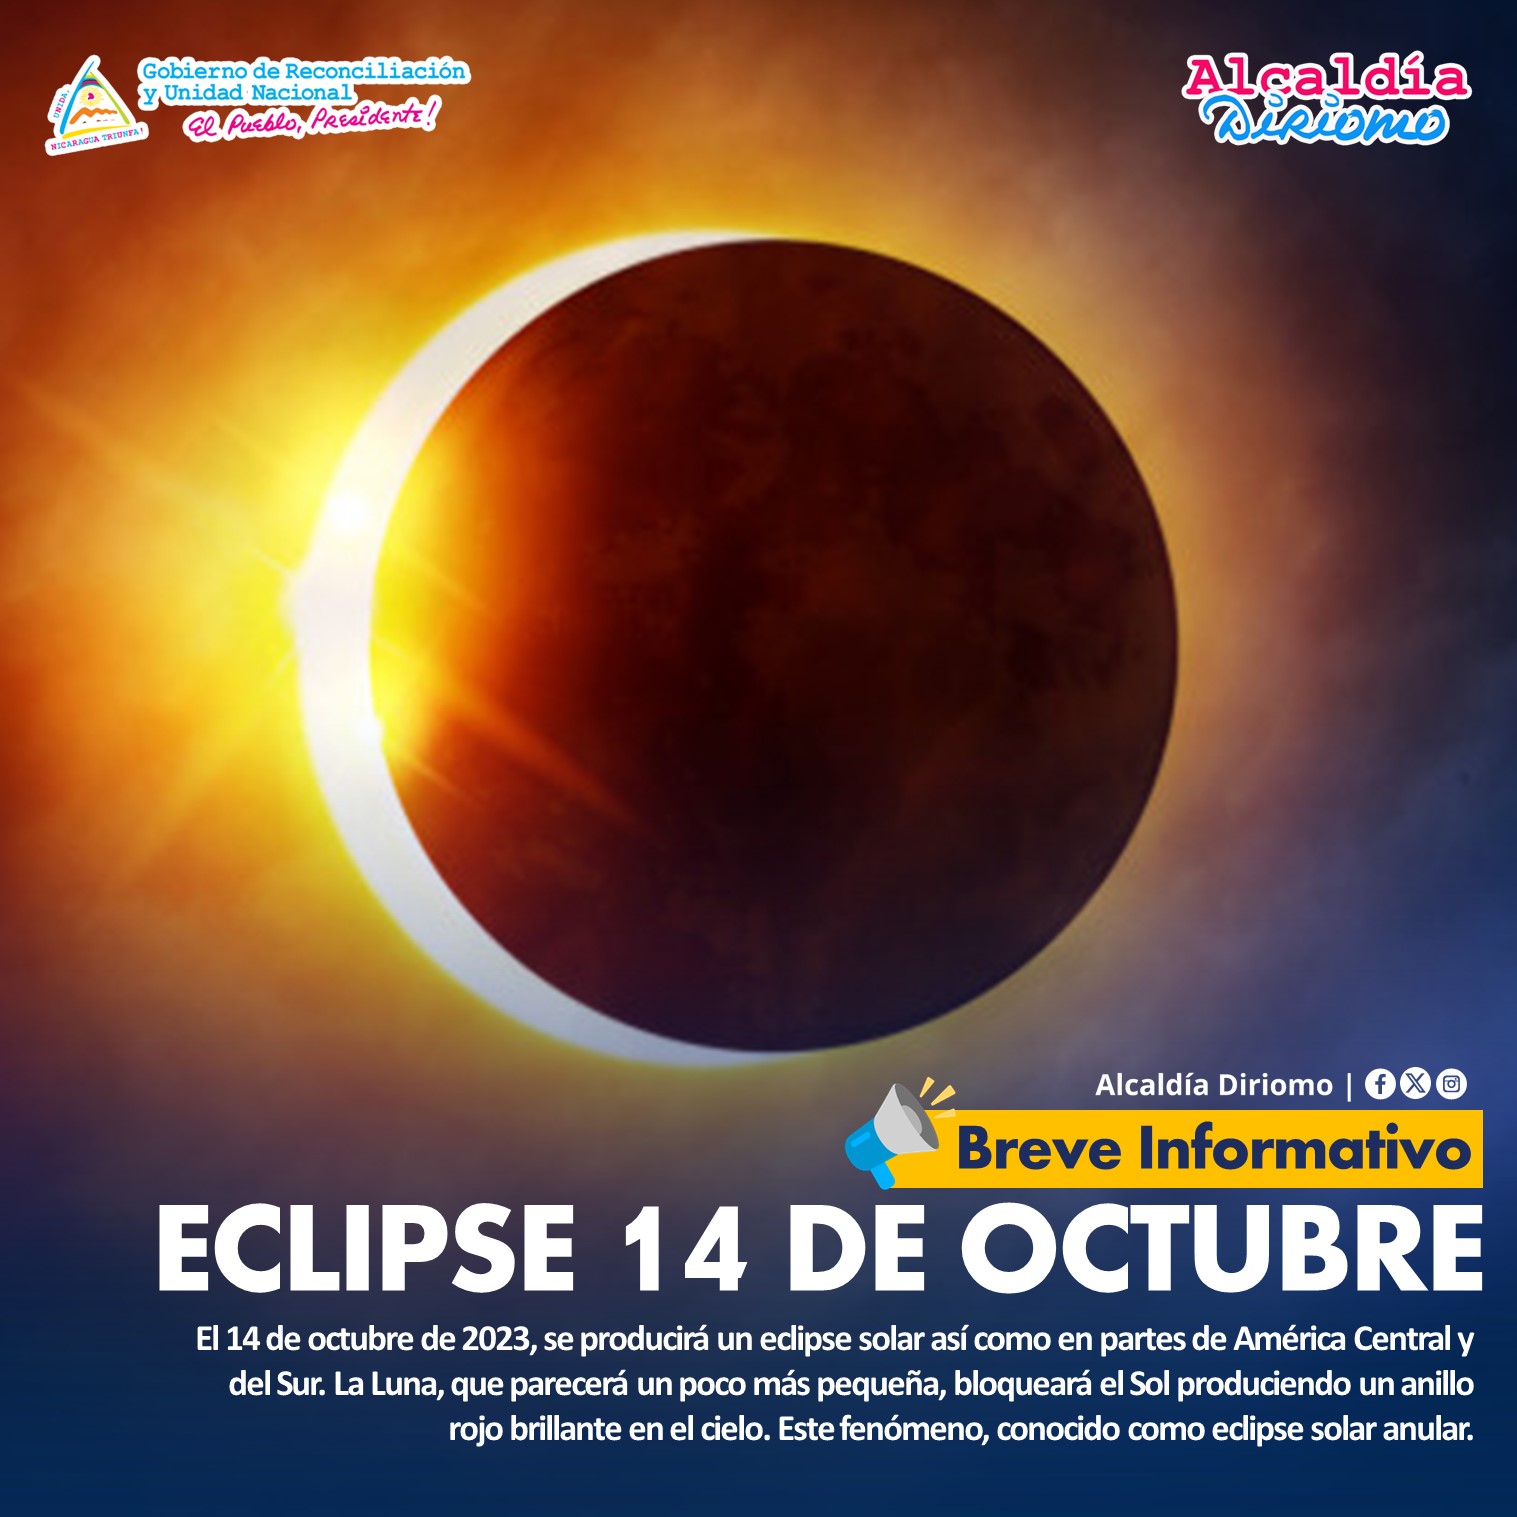 Gobierno de Reconciliación
y Unidad Nacional
El Pueblo, Presidente!
UNIDA,
NICARAGUA TRIUNFA!
Alcaldía
Diriomo
Alcaldía Diriomo |
Breve Informativo
ECLIPSE 14 DE OCTUBRE
El 14 de octubre de 2023, se producirá un eclipse solar así como en partes de América Central y
del Sur. La Luna, que parecerá un poco más pequeña, bloqueará el Sol produciendo un anillo
rojo brillante en el cielo. Este fenómeno, conocido como eclipse solar anular.